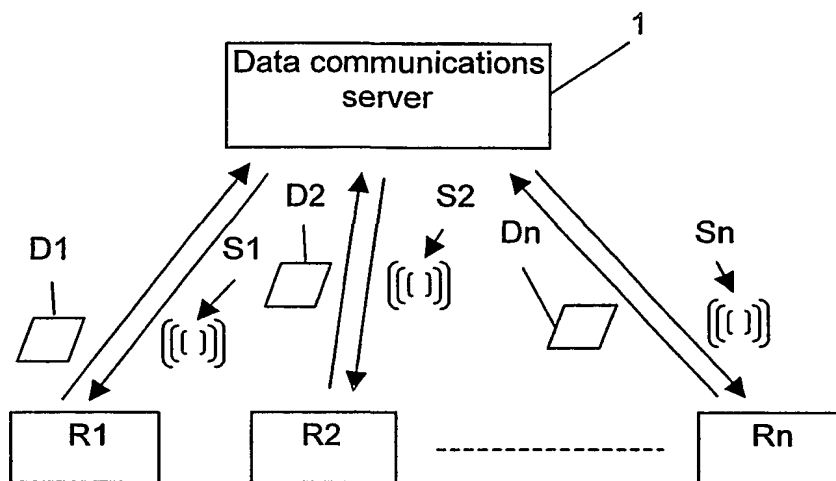 1
Data communications
server
D2
S2
D1
S1
Dn
Sn
R1
R2
Rn